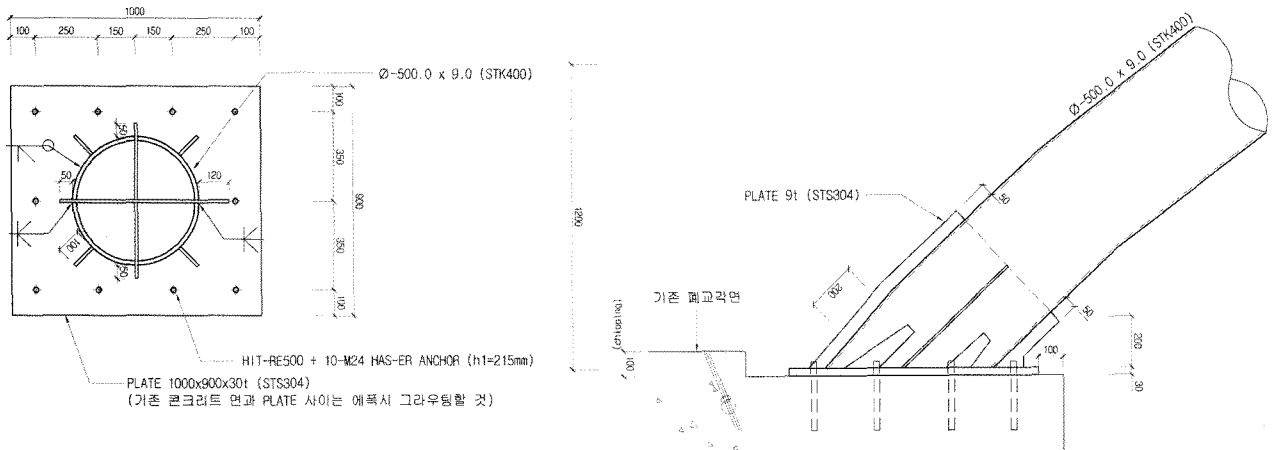 1000
100 250 150 150 250 100
Ø-500.0 x 9.0 (STK400)
100
350
350
100
900
50
50
120
100
50
HIT-RE500 + 10-M24 HAS-ER ANCHOR (h1=215mm)
PLATE 1000x900x30t (STS304)
(기존 콘크리트 면과 PLATE 사이는 에폭시 그라우팅할 것)
1200
Ø-500.0 x 9.0 (STK400)
PLATE 9t (STS304)
50
200
기존 폐교각면
(chipping)
100
50
100
200
30